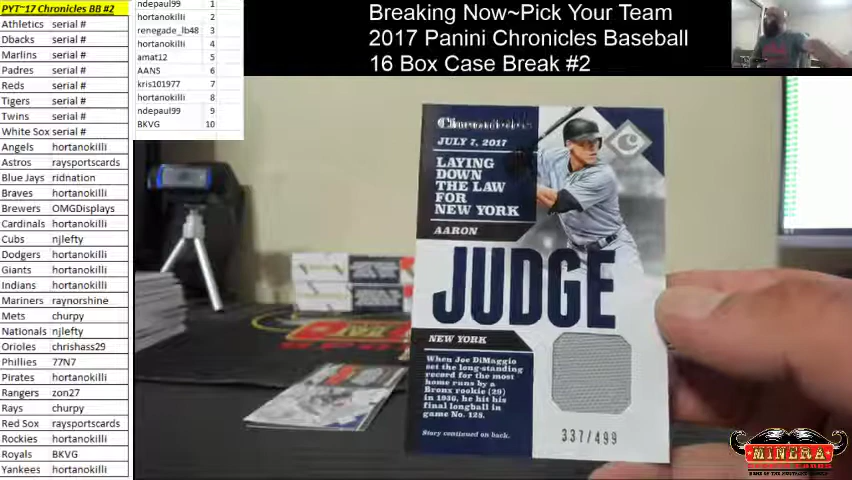 PYT~17 Chronicles BB #2
Athletics serial #
Dbacks serial #
Marlins serial #
Padres serial #
Reds serial #
Tigers serial #
Twins serial #
White Sox serial #
Angels hortanokilli
Astros raysportscards
Blue Jays ridnation
Braves hortanokilli
Brewers OMGDisplays
Cardinals hortanokilli
Cubs njlefty
Dodgers hortanokilli
Giants hortanokilli
Indians hortanokilli
Mariners raynorshine
Mets churpy
Nationals njlefty
Orioles chrishass29
Phillies 77N7
Pirates hortanokilli
Rangers zon27
Rays churpy
Red Sox raysportscards
Rockies hortanokilli
Royals BKVG
Yankees hortanokilli
ndepaul99 1
hortanokilli 2
renegade_lb48 3
hortanokilli 4
amat12 5
AANS 6
kris101977 7
hortanokilli 8
ndepaul99 9
BKVG 10
Breaking Now~Pick Your Team
2017 Panini Chronicles Baseball
16 Box Case Break #2
Chronicles
JULY 7, 2017
LAYING
DOWN
THE LAW
FOR
NEW YORK
AARON
JUDGE
NEW YORK
When Joe DiMaggio
set the long-standing
record for the most
home runs by a
Bronx rookie (29)
in 1936, he hit his
final longball in
game No. 138.
Story continued on back.
337/499
MINERA